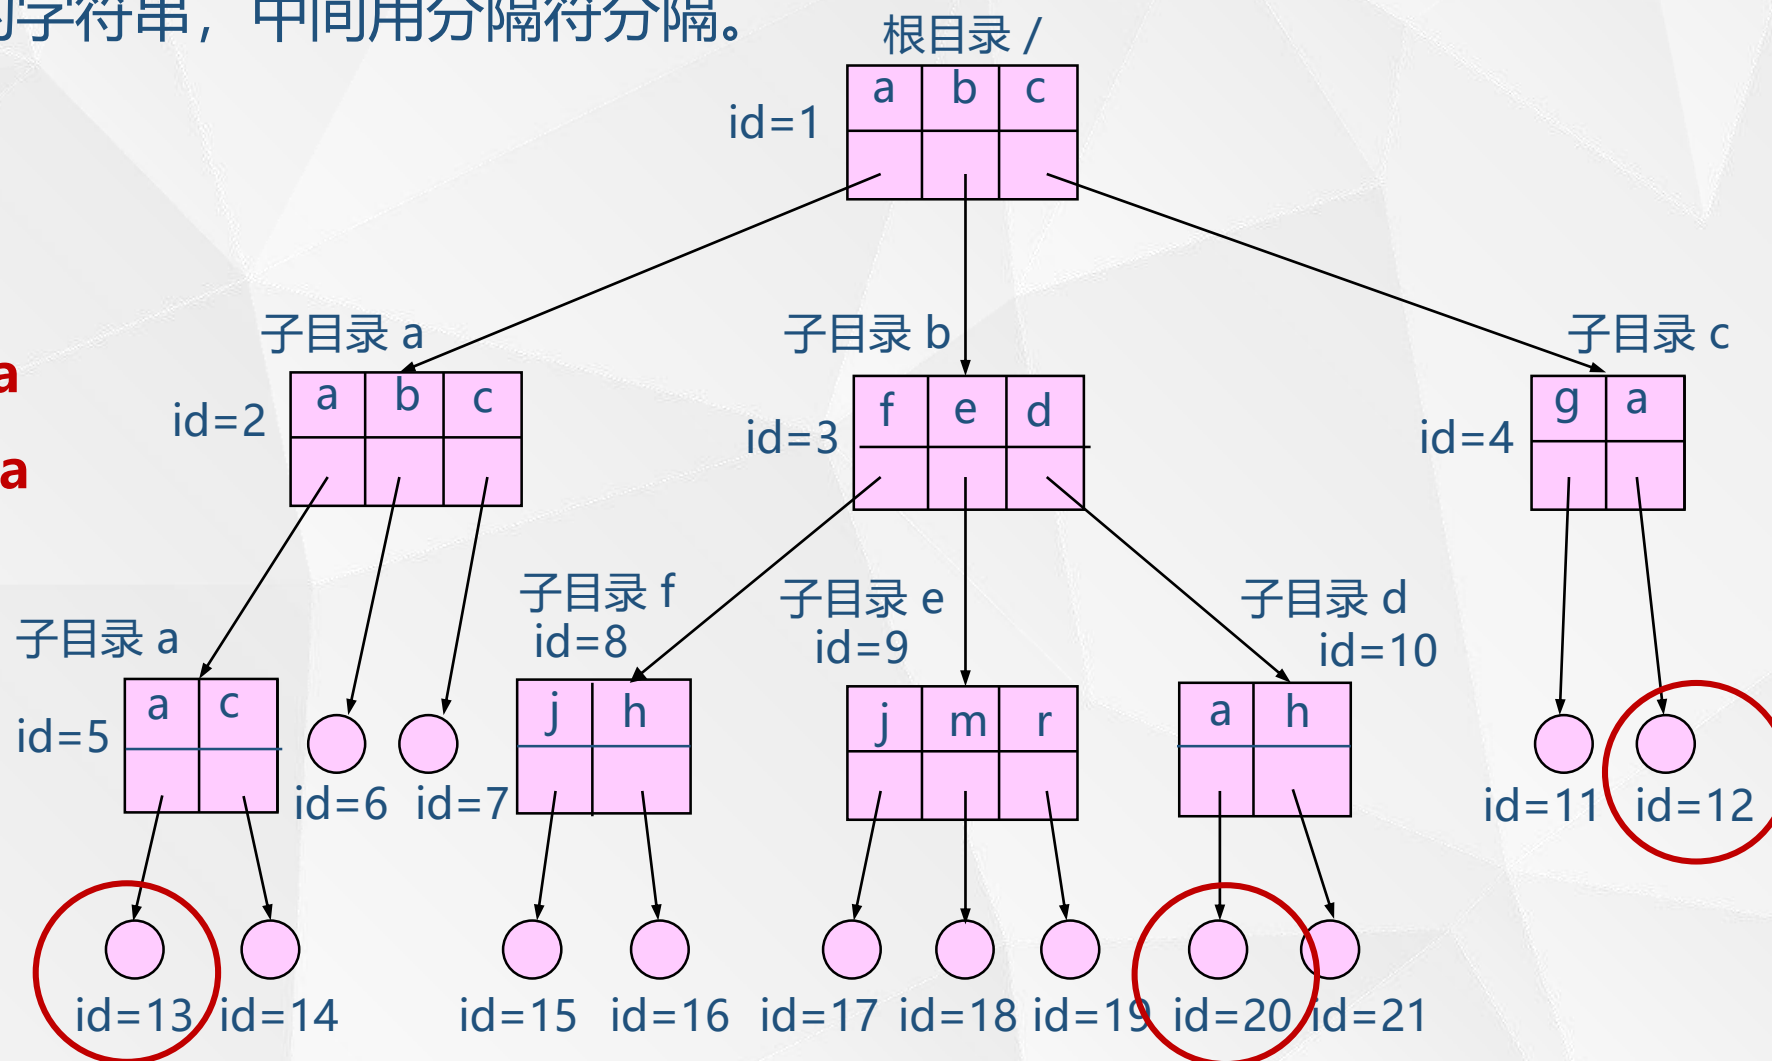 的字符串，中间用分隔符分隔。
根目录 /
a b c
id=1
子目录 a
子目录 b
子目录 c
a
a b c
id=2
f e d
id=3
g a
id=4
a
子目录 f
id=8
子目录 e
id=9
子目录 d
id=10
子目录 a
a c
id=5
j h
j m r
a h
id=6 id=7
id=11 id=12
id=13 id=14 id=15 id=16 id=17 id=18 id=19 id=20 id=21